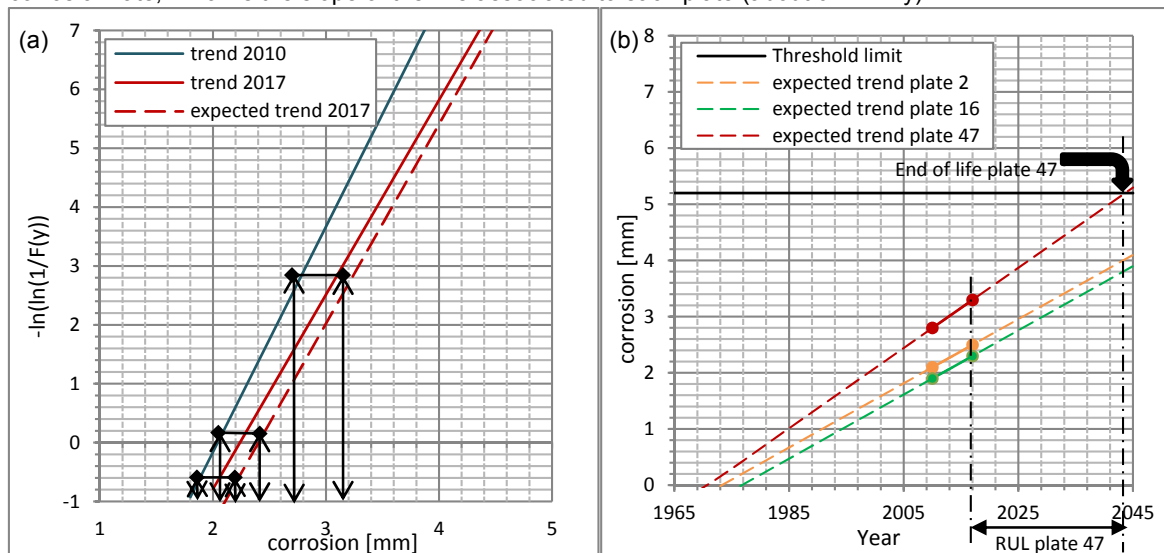 (a)
trend 2010
trend 2017
expected trend 2017
-ln(ln(1/F(y))
7
6
5
4
3
2
1
0
-1
1 2 3 4 5
corrosion [mm]
(b)
Threshold limit
expected trend plate 2
expected trend plate 16
expected trend plate 47
End of life plate 47
corrosion [mm]
8
7
6
5
4
3
2
1
0
1965 1985 2005 2025 2045
Year
RUL plate 47